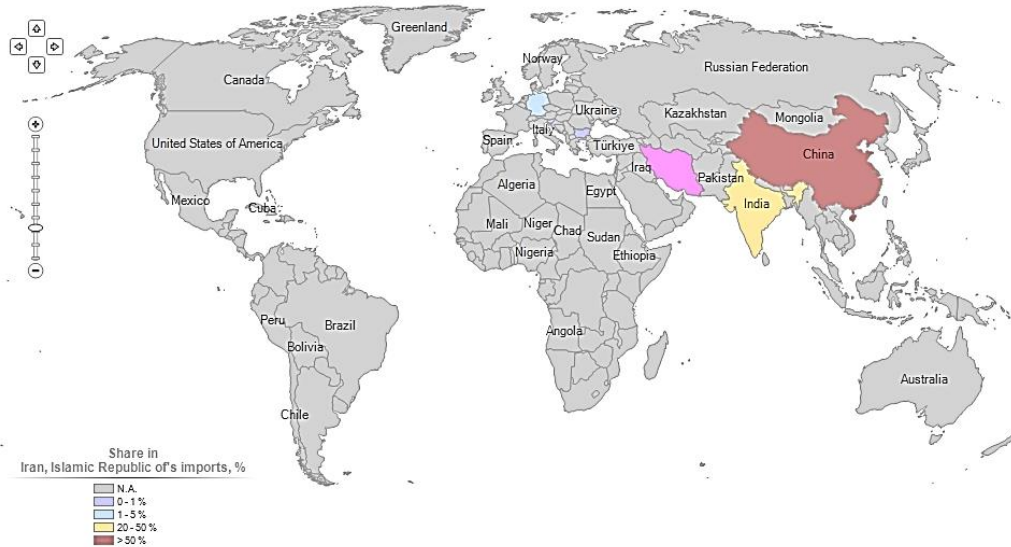 Greenland
Norway
Russian Federation
Canada
Ukraine
Kazakhstan
Mongolia
Italy
United States of America
Spain
Türkiye
China
Iraq
Pakistan
Algeria
Egypt
Mexico
Cuba
India
Mali
Niger
Chad
Sudan
Nigeria
Ethiopia
Peru
Brazil
Angola
Bolivia
Australia
Chile
Share in
Iran, Islamic Republic of's imports, %
N.A.
0 - 1 %
1 - 5 %
20 - 50 %
> 50 %